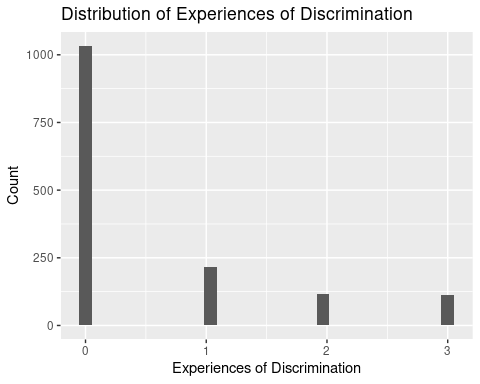 Distribution of Experiences of Discrimination
1000
750
500
250
0
Count
0 1 2 3
Experiences of Discrimination